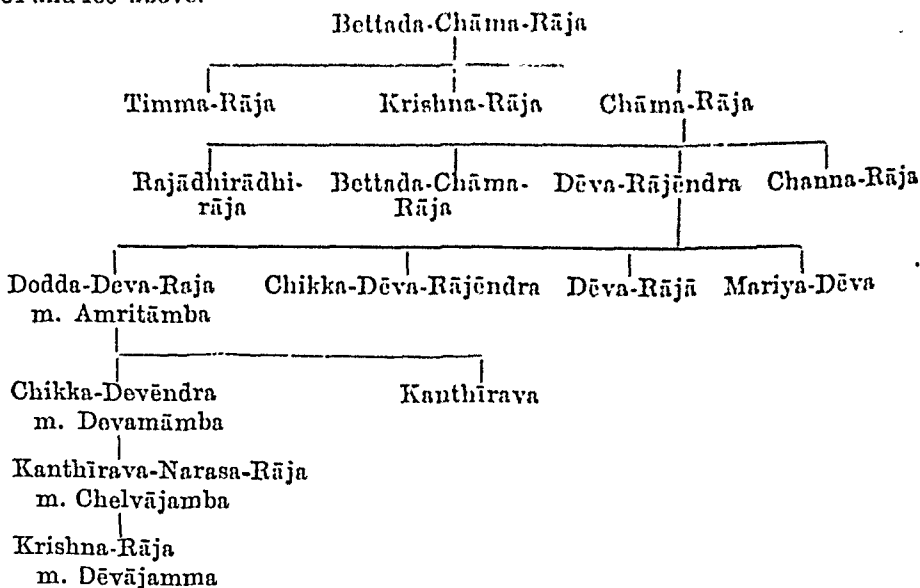 above.
Bettada-Chāma-Rāja
Timma-Rāja Krishna-Rāja Chāma-Rāja
Rajādhirādhi- Bettada-Chāma- Dēva-Rājēndra Channa-Rāja
rāja Rāja
Dodda-Deva-Raja Chikka-Dēva-Rājēndra Dēva-Rājā Mariya-Dēva
m. Amritāmba
Chikka-Devēndra Kanthīrava
m. Devamāmba
Kanthīrava-Narasa-Rāja
m. Chelvājamba
Krishna-Rāja
m. Dēvājamma